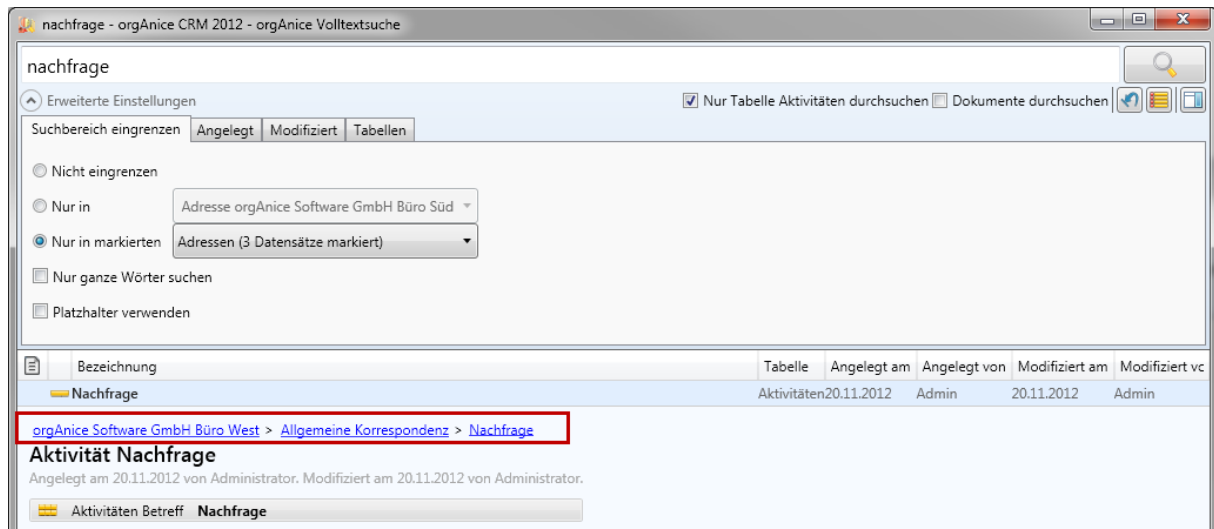 nachfrage - orgAnice CRM 2012 - orgAnice Volltextsuche
nachfrage
Erweiterte Einstellungen Nur Tabelle Aktivitäten durchsuchen Dokumente durchsuchen
Suchbereich eingrenzen Angelegt Modifiziert Tabellen
Nicht eingrenzen
Nur in Adresse orgAnice Software GmbH Büro Süd
Nur in markierten Adressen (3 Datensätze markiert)
Nur ganze Wörter suchen
Platzhalter verwenden
Bezeichnung Tabelle Angelegt am Angelegt von Modifiziert am Modifiziert vc
Nachfrage Aktivitäten 20.11.2012 Admin 20.11.2012 Admin
orgAnice Software GmbH Büro West > Allgemeine Korrespondenz > Nachfrage
Aktivität Nachfrage
Angelegt am 20.11.2012 von Administrator. Modifiziert am 20.11.2012 von Administrator.
Aktivitäten Betreff Nachfrage